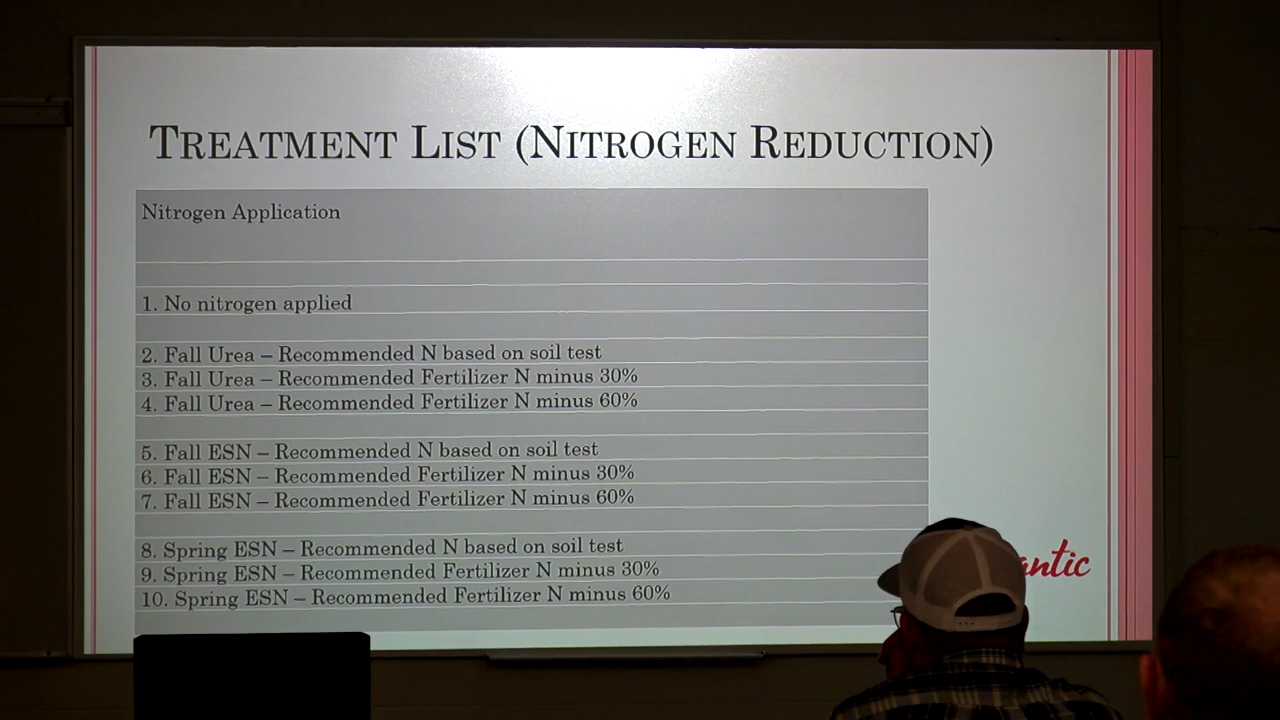 TREATMENT LIST (NITROGEN REDUCTION)
Nitrogen Application
1. No nitrogen applied
2. Fall Urea – Recommended N based on soil test
3. Fall Urea – Recommended Fertilizer N minus 30%
4. Fall Urea – Recommended Fertilizer N minus 60%
5. Fall ESN – Recommended N based on soil test
6. Fall ESN – Recommended Fertilizer N minus 30%
7. Fall ESN – Recommended Fertilizer N minus 60%
8. Spring ESN – Recommended N based on soil test
9. Spring ESN – Recommended Fertilizer N minus 30%
10. Spring ESN – Recommended Fertilizer N minus 60%